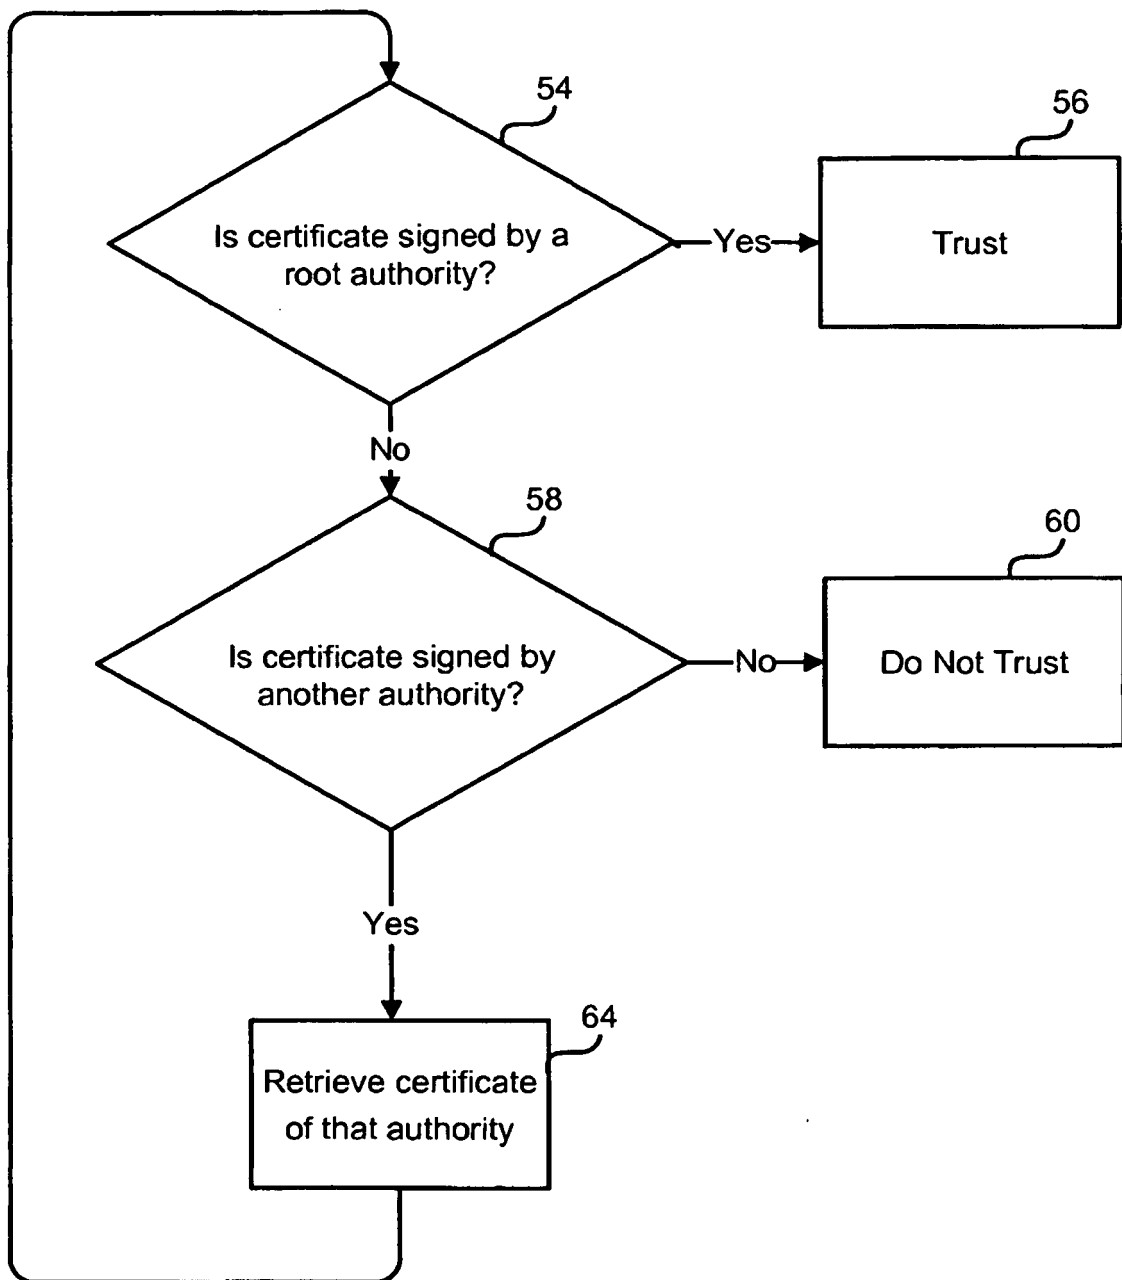 54
56
Is certificate signed by a
root authority?
Yes
Trust
No
58
60
Is certificate signed by
another authority?
No
Do Not Trust
Yes
64
Retrieve certificate
of that authority